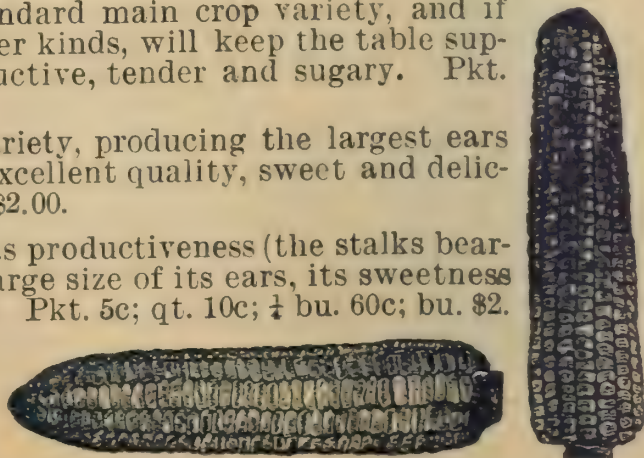 ndard main crop variety, and if
er kinds, will keep the table sup-
uctive, tender and sugary. Pkt.
riety, producing the largest ears
xcellent quality, sweet and delic-
$2.00.
s productiveness (the stalks bear-
arge size of its ears, its sweetness
Pkt. 5c; qt. 10c; ¼ bu. 60c; bu. $2.